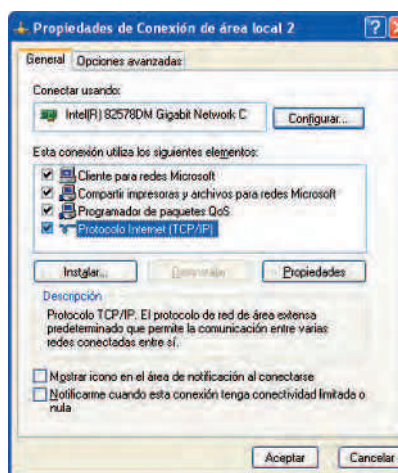 Propiedades de Conexión de área local 2
General Opciones avanzadas
Conectar usando:
Intel(R) 82578DM Gigabit Network C
Configurar...
Esta conexión utiliza los siguientes elementos:
Cliente para redes Microsoft
Compartir impresoras y archivos para redes Microsoft
Programador de paquetes QoS
Protocolo Internet (TCP/IP)
Instalar... Desinstalar Propiedades
Descripción
Protocolo TCP/IP. El protocolo de red de área extensa
predeterminado que permite la comunicación entre varias
redes conectadas entre sí.
Mostrar icono en el área de notificación al conectarse
Notificarme cuando esta conexión tenga conectividad limitada o
nula
Aceptar Cancelar